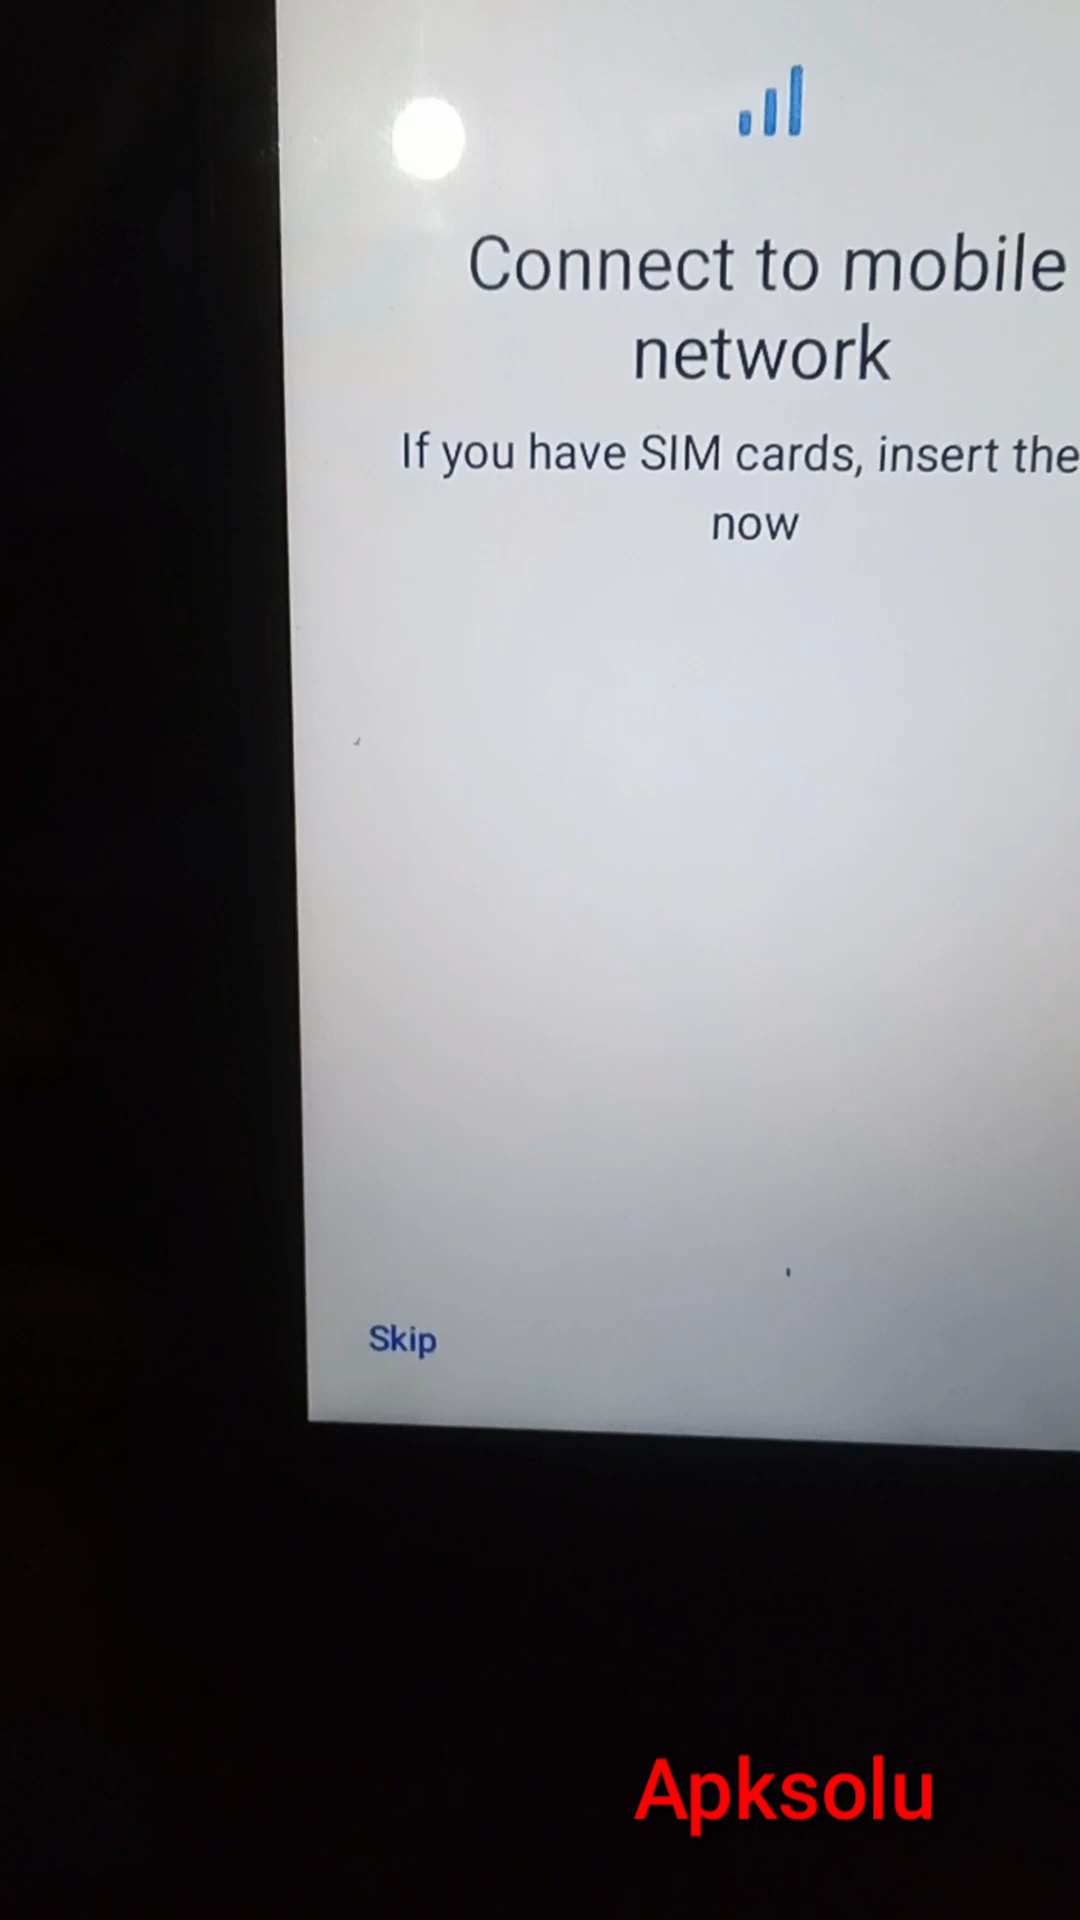 Connect to mobile
network
If you have SIM cards, insert the
now
Skip
Apksolu